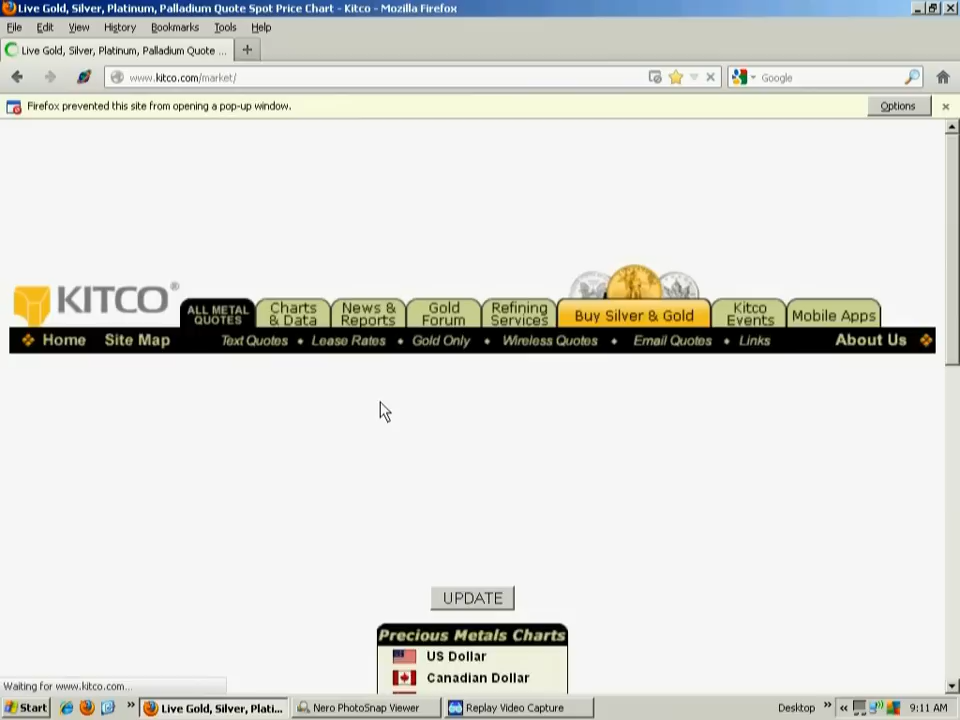 Live Gold, Silver, Platinum, Palladium Quote Spot Price Chart - Kitco - Mozilla Firefox
File Edit View History Bookmarks Tools Help
Live Gold, Silver, Platinum, Palladium Quote ...
www.kitco.com/market/
Google
Firefox prevented this site from opening a pop-up window.
Options
KITCO®
ALL METAL QUOTES
Charts & Data
News & Reports
Gold Forum
Refining Services
Buy Silver & Gold
Kitco Events
Mobile Apps
Home Site Map Text Quotes • Lease Rates • Gold Only • Wireless Quotes • Email Quotes • Links About Us
UPDATE
Precious Metals Charts
US Dollar
Canadian Dollar
Waiting for www.kitco.com...
Start » Live Gold, Silver, Plati... Nero PhotoSnap Viewer Replay Video Capture Desktop » « 9:11 AM